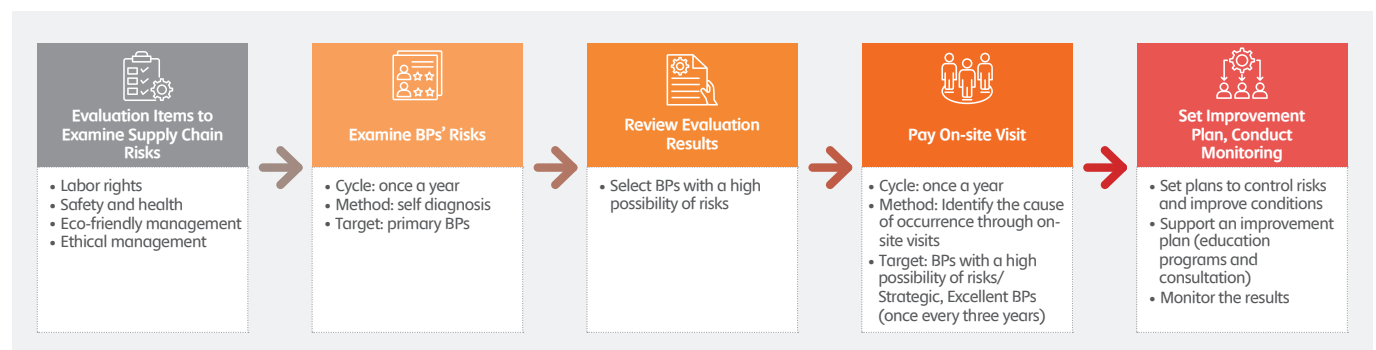 Evaluation Items to
Examine Supply Chain
Risks
• Labor rights
• Safety and health
• Eco-friendly management
• Ethical management
Examine BPs' Risks
• Cycle: once a year
• Method: self diagnosis
• Target: primary BPs
Review Evaluation
Results
• Select BPs with a high
possibility of risks
Pay On-site Visit
• Cycle: once a year
• Method: Identify the cause
of occurrence through on-
site visits
• Target: BPs with a high
possibility of risks/
Strategic, Excellent BPs
(once every three years)
Set Improvement
Plan, Conduct
Monitoring
• Set plans to control risks
and improve conditions
• Support an improvement
plan (education
programs and
consultation)
• Monitor the results